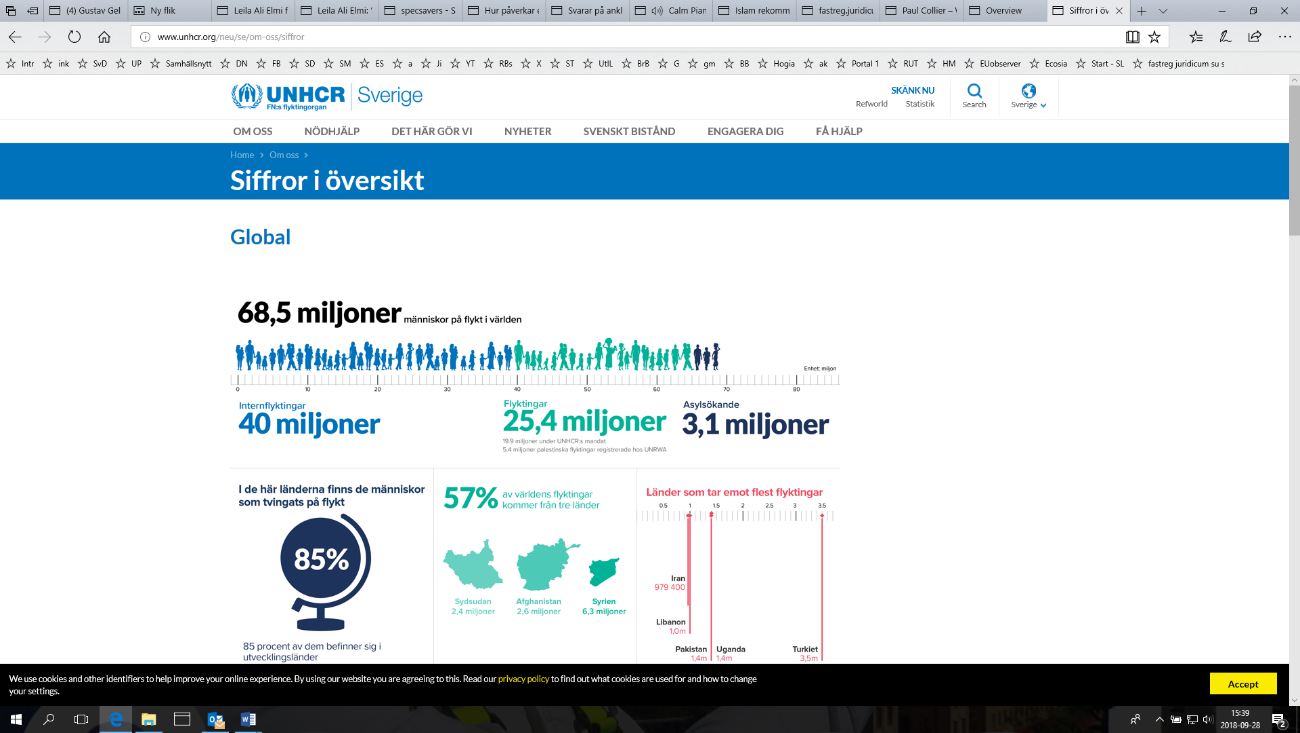 (4) Gustav Gel
Ny flik
Leila Ali Elmi f
Leila Ali Elmi: '
specsavers - S
Hur påverkar e
Svarar på ankl
Calm Pian
Islam rekomm
fastreg.juridicu
Paul Collier – V
Overview
Siffror i öv
www.unhcr.org/neu/se/om-oss/siffror
Intr ink SvD UP Samhällsnytt DN FB SD SM ES a Ji YT RBs X ST UtlL BrB G gm BB Hogia ak Portal 1 RUT HM EUobserver Ecosia Start - SL fastreg juridicum su s
UNHCR Sverige
FN:s flyktingorgan
SKÄNK NU
Refworld Statistik
Search
Sverige
OM OSS NÖDHJÄLP DET HÄR GÖR VI NYHETER SVENSKT BISTÅND ENGAGERA DIG FÅ HJÄLP
Home > Om oss >
Siffror i översikt
Global
68,5 miljoner människor på flykt i världen
Enhet: miljon
0 10 20 30 40 50 60 70 80
Internflyktingar
40 miljoner
Flyktingar
25,4 miljoner
19,9 miljoner under UNHCR:s mandat
5,4 miljoner palestinska flyktingar registrerade hos UNRWA
Asylsökande
3,1 miljoner
I de här länderna finns de människor
som tvingats på flykt
85%
85 procent av dem befinner sig i
utvecklingsländer
57% av världens flyktingar
kommer från tre länder
Sydsudan
2,4 miljoner
Afghanistan
2,6 miljoner
Syrien
6,3 miljoner
Länder som tar emot flest flyktingar
0.5 1 1.5 2 2.5 3 3.5
Iran
979 400
Libanon
1,0m
Pakistan
1,4m
Uganda
1,4m
Turkiet
3,5m
We use cookies and other identifiers to help improve your online experience. By using our website you are agreeing to this. Read our privacy policy to find out what cookies are used for and how to change
your settings.
Accept
15:39
2018-09-28
2